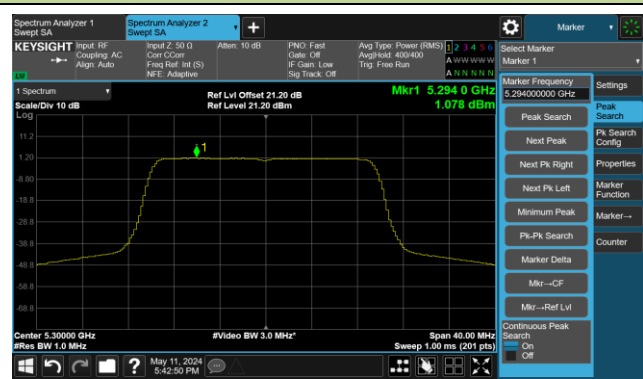 Spectrum Analyzer 1
Swept SA
Spectrum Analyzer 2
Swept SA
Marker
KEYSIGHT
Input: RF
Coupling: AC
Align: Auto
Input Z: 50 Ω
Corr CCorr
Freq Ref: Int (S)
NFE: Adaptive
Atten: 10 dB
PNO: Fast
Gate: Off
IF Gain: Low
Sig Track: Off
Avg Type: Power (RMS)
Avg|Hold: 400/400
Trig: Free Run
1 2 3 4 5 6
A W W W W W
A N N N N N
LV
Select Marker
Marker 1
1 Spectrum
Scale/Div 10 dB
Log
Ref Lvl Offset 21.20 dB
Ref Level 21.20 dBm
Mkr1 5.294 0 GHz
1.078 dBm
11.2
1.20
-8.80
-18.8
-28.8
-38.8
-48.8
-58.8
-68.8
1
Center 5.30000 GHz
#Res BW 1.0 MHz
#Video BW 3.0 MHz*
Span 40.00 MHz
Sweep 1.00 ms (201 pts)
Marker Frequency
5.294000000 GHz
Peak Search
Next Peak
Next Pk Right
Next Pk Left
Minimum Peak
Pk-Pk Search
Marker Delta
Mkr→CF
Mkr→Ref Lvl
Continuous Peak
Search
On
Off
Settings
Peak
Search
Pk Search
Config
Properties
Marker
Function
Marker→
Counter
May 11, 2024
5:42:50 PM